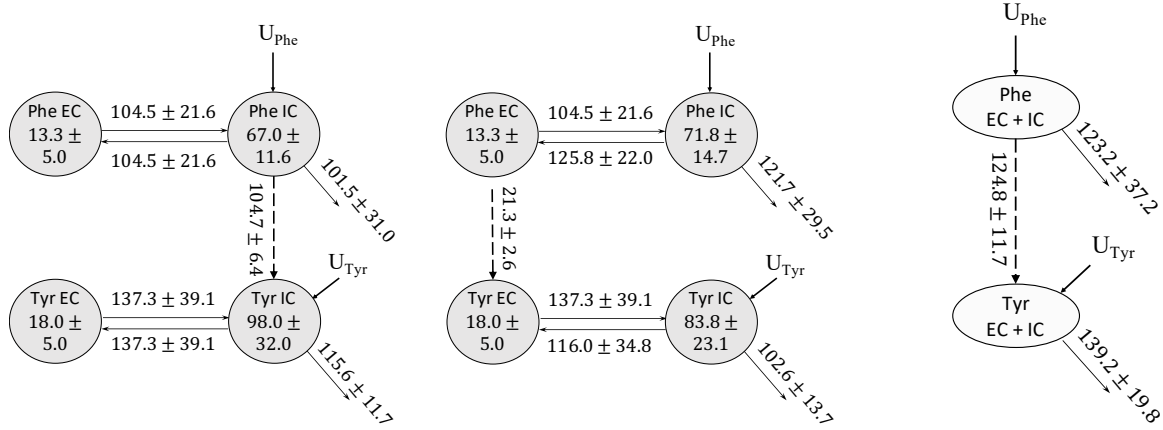 U_Phe
Phe EC
13.3 ±
5.0
104.5 ± 21.6
104.5 ± 21.6
Phe IC
67.0 ±
11.6
101.5 ± 31.0
104.7 ± 6.4
U_Tyr
Tyr EC
18.0 ±
5.0
137.3 ± 39.1
137.3 ± 39.1
Tyr IC
98.0 ±
32.0
115.6 ± 11.7
U_Phe
Phe EC
13.3 ±
5.0
104.5 ± 21.6
125.8 ± 22.0
Phe IC
71.8 ±
14.7
121.7 ± 29.5
21.3 ± 2.6
U_Tyr
Tyr EC
18.0 ±
5.0
137.3 ± 39.1
116.0 ± 34.8
Tyr IC
83.8 ±
23.1
102.6 ± 13.7
U_Phe
Phe
EC + IC
123.2 ± 37.2
124.8 ± 11.7
U_Tyr
Tyr
EC + IC
139.2 ± 19.8